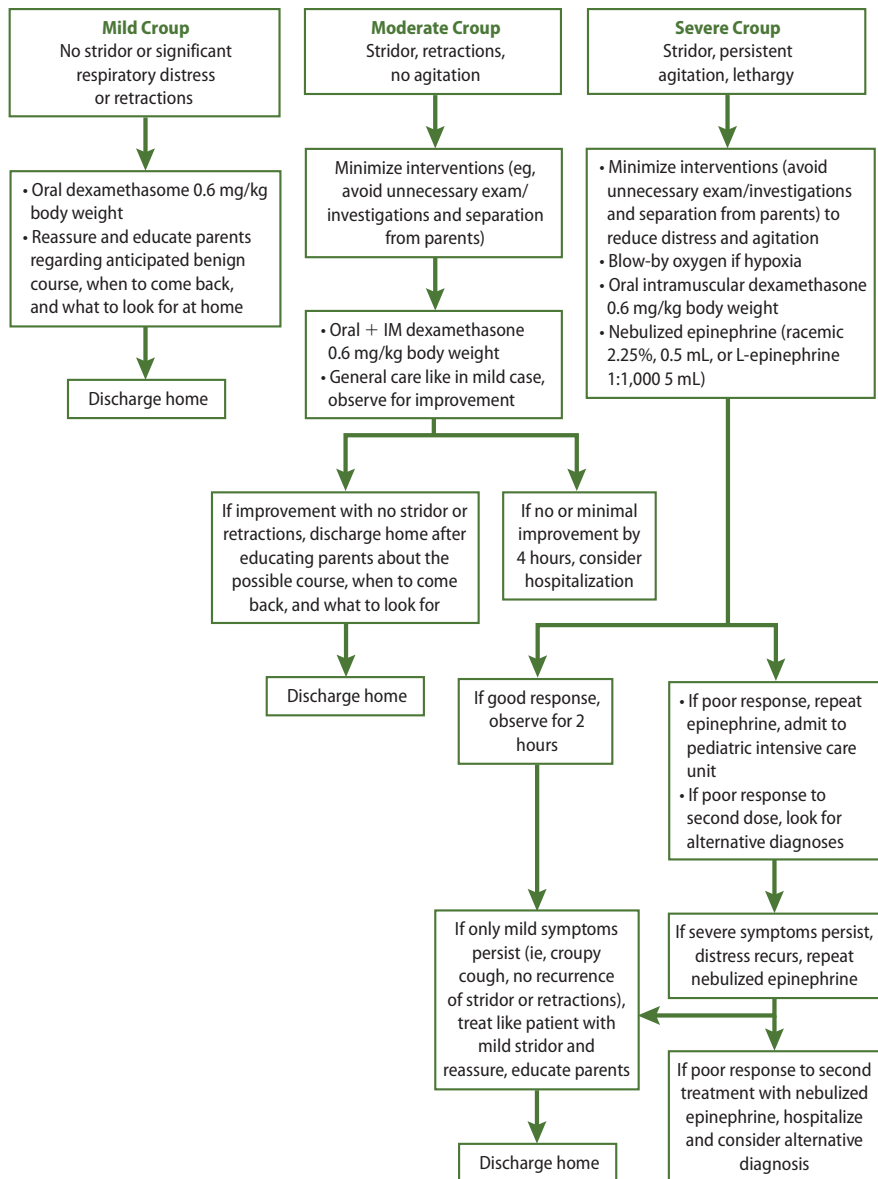 Mild Croup
No stridor or significant
respiratory distress
or retractions
Moderate Croup
Stridor, retractions,
no agitation
Severe Croup
Stridor, persistent
agitation, lethargy
• Oral dexamethasome 0.6 mg/kg
body weight
• Reassure and educate parents
regarding anticipated benign
course, when to come back,
and what to look for at home
Discharge home
Minimize interventions (eg,
avoid unnecessary exam/
investigations and separation
from parents)
• Oral + IM dexamethasone
0.6 mg/kg body weight
• General care like in mild case,
observe for improvement
• Minimize interventions (avoid
unnecessary exam/investigations
and separation from parents) to
reduce distress and agitation
• Blow-by oxygen if hypoxia
• Oral intramuscular dexamethasone
0.6 mg/kg body weight
• Nebulized epinephrine (racemic
2.25%, 0.5 mL, or L-epinephrine
1:1,000 5 mL)
If improvement with no stridor or
retractions, discharge home after
educating parents about the
possible course, when to come
back, and what to look for
If no or minimal
improvement by
4 hours, consider
hospitalization
Discharge home
If good response,
observe for 2
hours
• If poor response, repeat
epinephrine, admit to
pediatric intensive care
unit
• If poor response to
second dose, look for
alternative diagnoses
If only mild symptoms
persist (ie, croupy
cough, no recurrence
of stridor or retractions),
treat like patient with
mild stridor and
reassure, educate parents
If severe symptoms persist,
distress recurs, repeat
nebulized epinephrine
Discharge home
If poor response to second
treatment with nebulized
epinephrine, hospitalize
and consider alternative
diagnosis